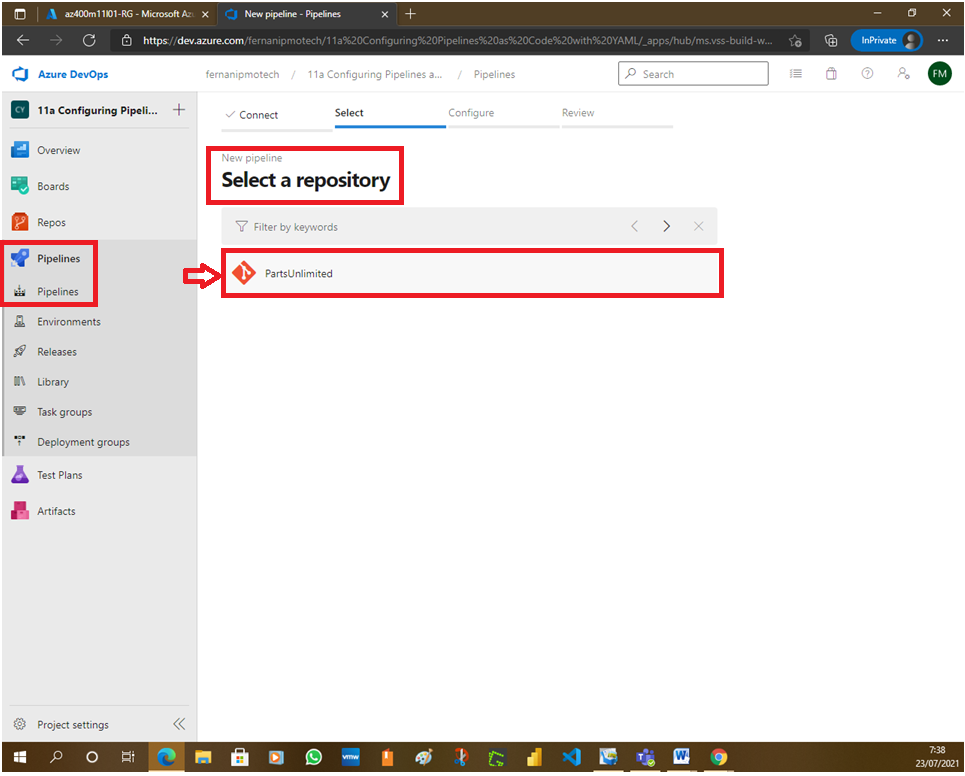 az400m11l01-RG - Microsoft Az
New pipeline - Pipelines
https://dev.azure.com/fernanipmotech/11a%20Configuring%20Pipelines%20as%20Code%20with%20YAML/_apps/hub/ms.vss-build-w...
InPrivate
Azure DevOps
fernanipmotech / 11a Configuring Pipelines a... / Pipelines
Search
FM
CY
11a Configuring Pipeli...
Connect
Select
Configure
Review
Overview
Boards
Repos
Pipelines
Pipelines
Environments
Releases
Library
Task groups
Deployment groups
Test Plans
Artifacts
New pipeline
Select a repository
Filter by keywords
PartsUnlimited
Project settings
vmw
7:38
23/07/2021